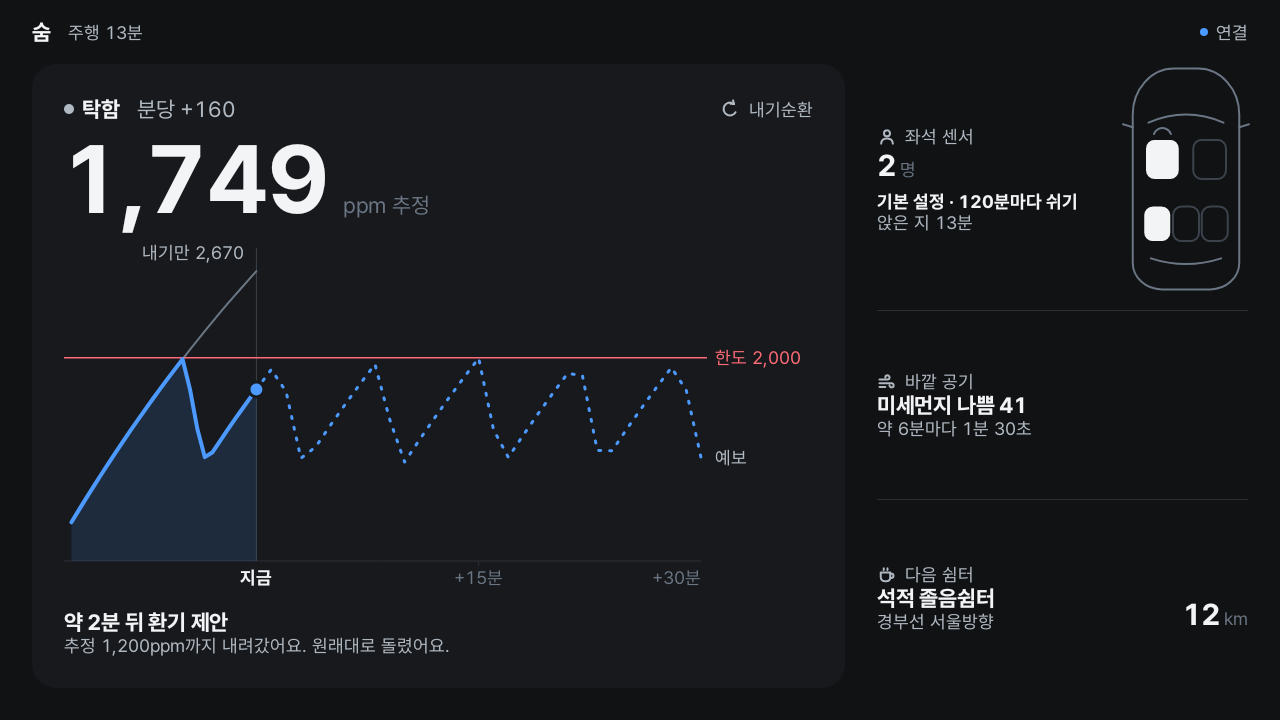 숨 주행 13분
연결
탁함 분당 +160
내기순환
1,749 ppm 추정
내기만 2,670
한도 2,000
예보
지금 +15분 +30분
약 2분 뒤 환기 제안
추정 1,200ppm까지 내려갔어요. 원래대로 돌렸어요.
좌석 센서
2 명
기본 설정 · 120분마다 쉬기
앉은 지 13분
바깥 공기
미세먼지 나쁨 41
약 6분마다 1분 30초
다음 쉼터
석적 졸음쉼터
경부선 서울방향
12 km